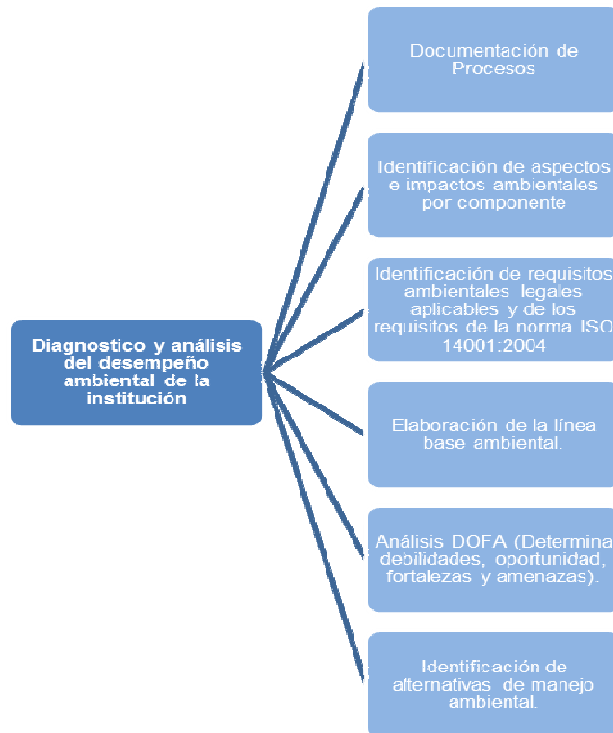 Documentación de
Procesos
Identificación de aspectos
e impactos ambientales
por componente
Identificación de requisitos
ambientales legales
aplicables y de los
requisitos de la norma ISO
14001:2004
Diagnostico y análisis
del desempeño
ambiental de la
institución
Elaboración de la línea
base ambiental.
Análisis DOFA (Determina
debilidades, oportunidad,
fortalezas y amenazas).
Identificación de
alternativas de manejo
ambiental.